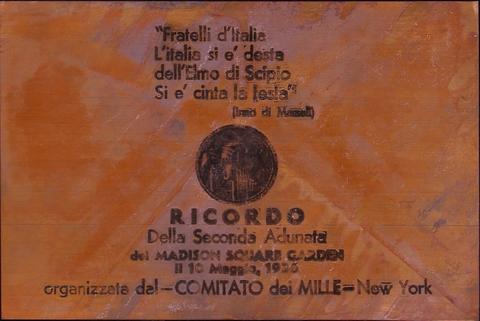 "Fratelli d'Italia
L'italia si e' desta
dell'Elmo di Scipio
Si e' cinta la testa"
(Inno di Mameli)
RICORDO
Della Seconda Adunata
del MADISON SQUARE GARDEN
il 10 Maggio, 1936
organizzata dal=COMITATO dei MILLE=New York